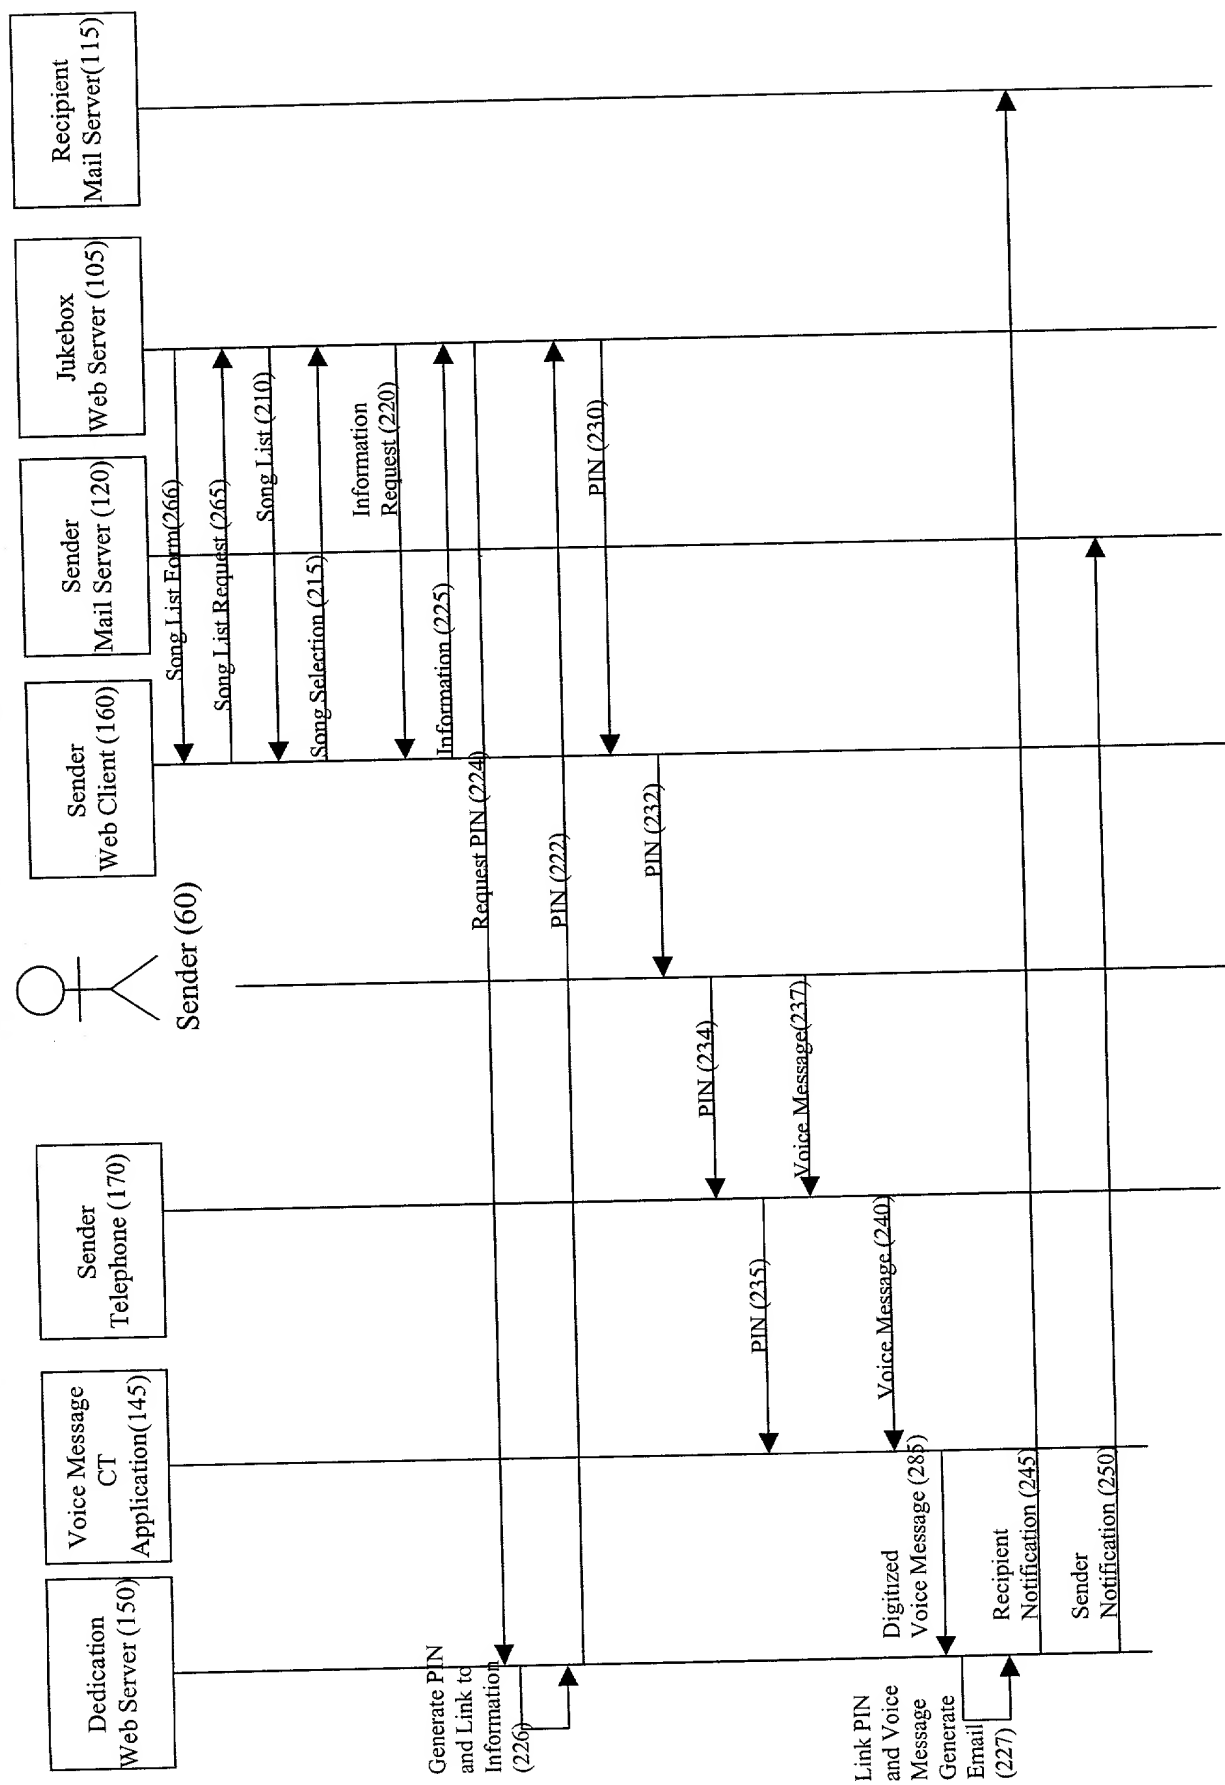 Dedication
Web Server (150)
Voice Message
CT
Application(145)
Sender
Telephone (170)
Sender (60)
Sender
Web Client (160)
Sender
Mail Server (120)
Jukebox
Web Server (105)
Recipient
Mail Server(115)
Song List Form(266)
Song List Request (265)
Song List (210)
Song Selection (215)
Information
Request (220)
Information (225)
Request PIN (224)
Generate PIN
and Link to
Information
(226)
PIN (222)
PIN (230)
PIN (232)
PIN (234)
PIN (235)
Voice Message(237)
Voice Message (240)
Digitized
Voice Message (285)
Link PIN
and Voice
Message
Generate
Email
(227)
Recipient
Notification (245)
Sender
Notification (250)